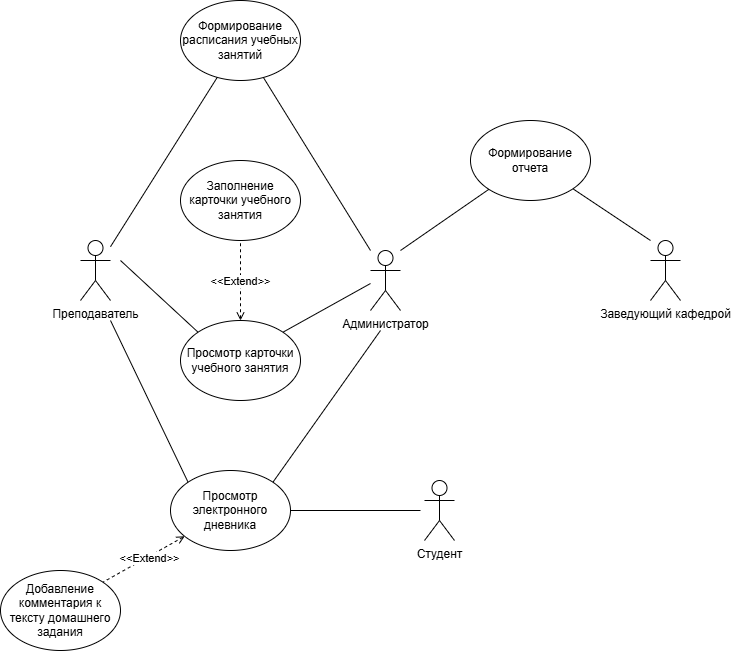 Формирование
расписания учебных
занятий
Формирование
отчета
Заполнение
карточки учебного
занятия
<<Extend>>
Преподаватель
Администратор
Заведующий кафедрой
Просмотр карточки
учебного занятия
Просмотр
электронного
дневника
Студент
<<Extend>>
Добавление
комментария к
тексту домашнего
задания